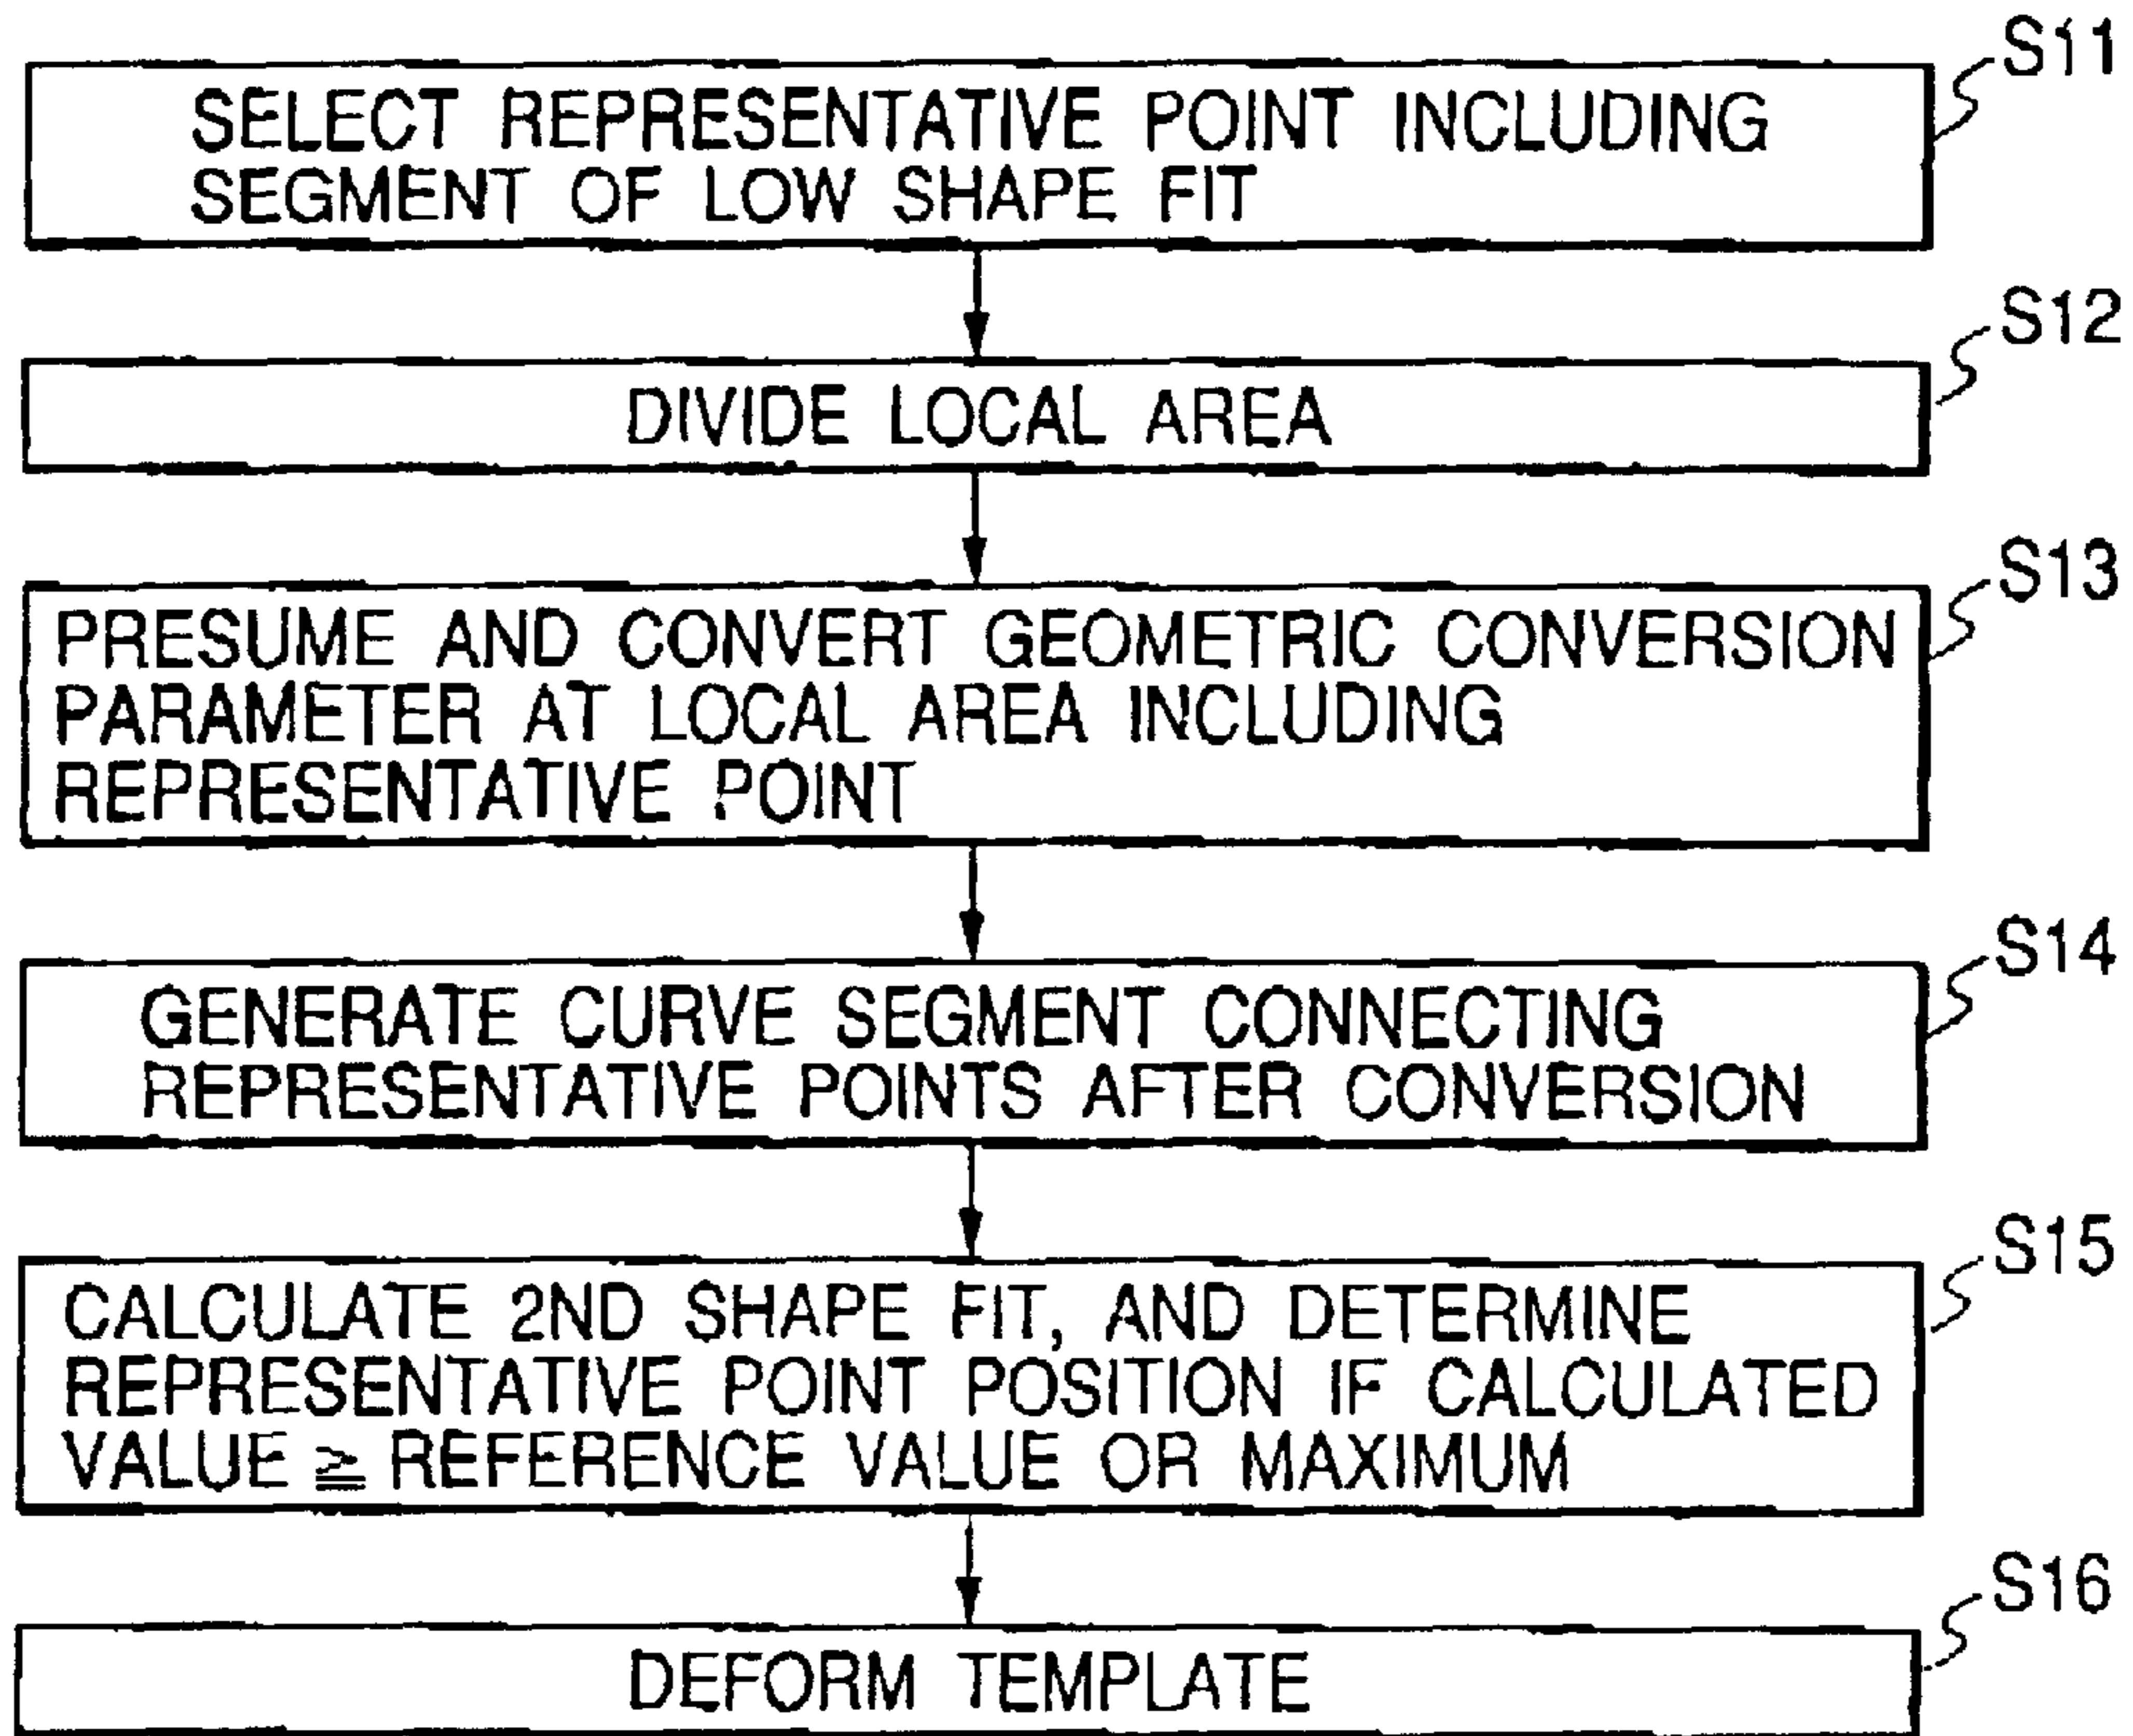 S11
SELECT REPRESENTATIVE POINT INCLUDING
SEGMENT OF LOW SHAPE FIT
S12
DIVIDE LOCAL AREA
S13
PRESUME AND CONVERT GEOMETRIC CONVERSION
PARAMETER AT LOCAL AREA INCLUDING
REPRESENTATIVE POINT
S14
GENERATE CURVE SEGMENT CONNECTING
REPRESENTATIVE POINTS AFTER CONVERSION
S15
CALCULATE 2ND SHAPE FIT, AND DETERMINE
REPRESENTATIVE POINT POSITION IF CALCULATED
VALUE ≧ REFERENCE VALUE OR MAXIMUM
S16
DEFORM TEMPLATE